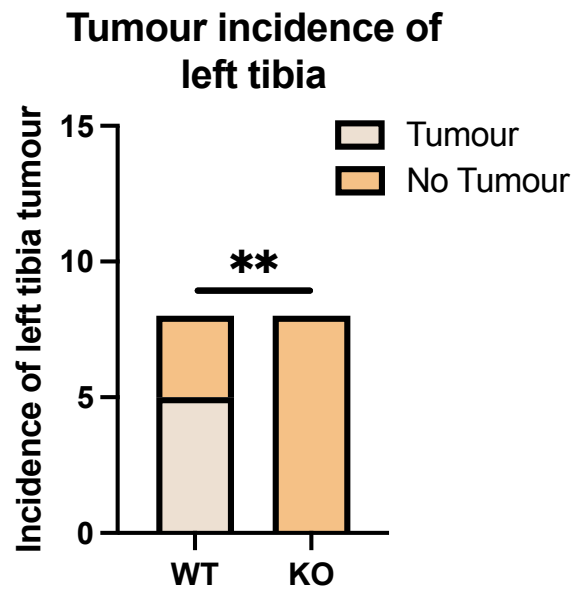 Tumour incidence of
left tibia
Incidence of left tibia tumour
15
10
5
0
Tumour
No Tumour
**
WT
KO